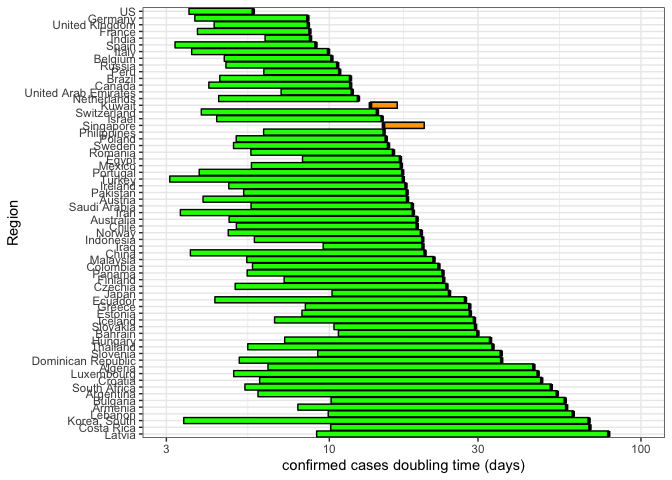 US
Germany
United Kingdom
France
India
Spain
Italy
Belgium
Russia
Peru
Brazil
Canada
United Arab Emirates
Netherlands
Kuwait
Switzerland
Israel
Singapore
Philippines
Poland
Sweden
Romania
Egypt
Mexico
Portugal
Turkey
Ireland
Pakistan
Austria
Saudi Arabia
Iran
Australia
Chile
Norway
Indonesia
Iraq
China
Malaysia
Colombia
Panama
Finland
Czechia
Japan
Ecuador
Greece
Estonia
Iceland
Slovakia
Bahrain
Hungary
Thailand
Slovenia
Dominican Republic
Algeria
Luxembourg
Croatia
South Africa
Argentina
Bulgaria
Armenia
Lebanon
Korea, South
Costa Rica
Latvia
Region
3 10 30 100
confirmed cases doubling time (days)